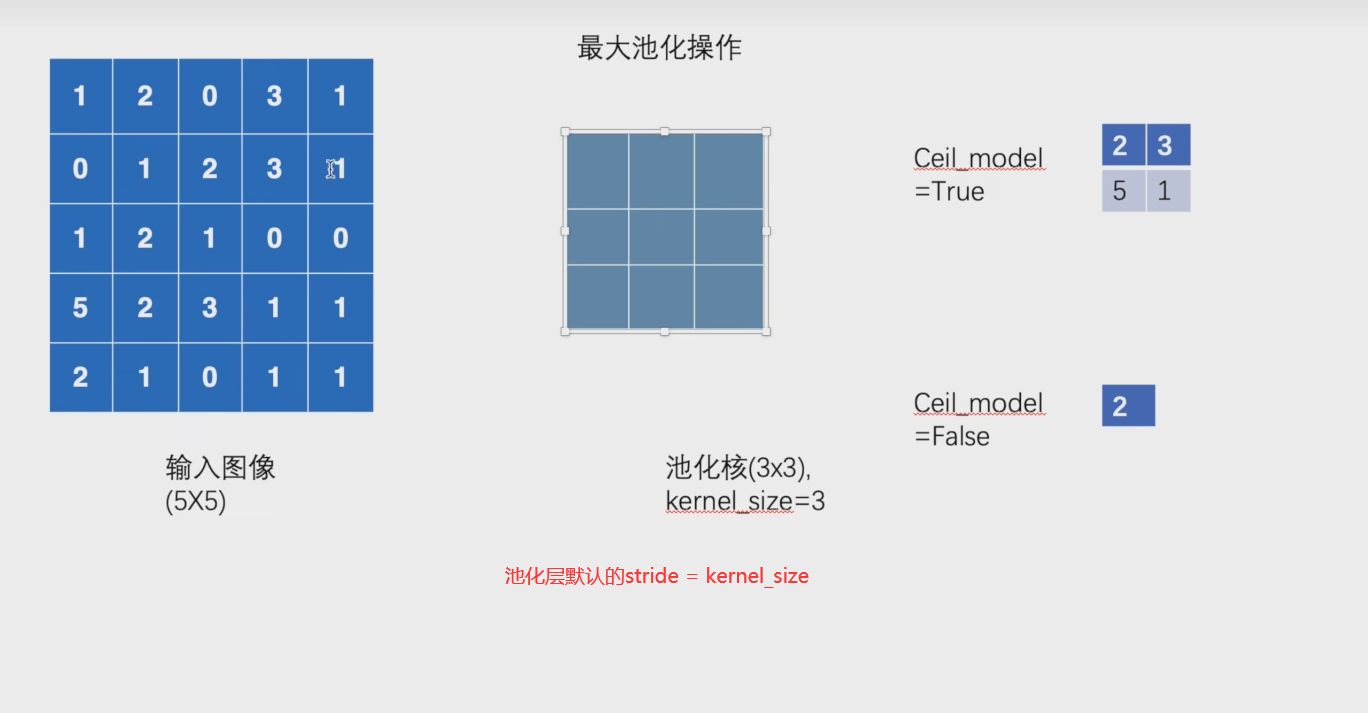 最大池化操作
1 2 0 3 1
0 1 2 3 1
1 2 1 0 0
5 2 3 1 1
2 1 0 1 1
输入图像
(5X5)
池化核(3x3),
kernel_size=3
Ceil_model
=True
2 3
5 1
Ceil_model
=False
2
池化层默认的stride = kernel_size